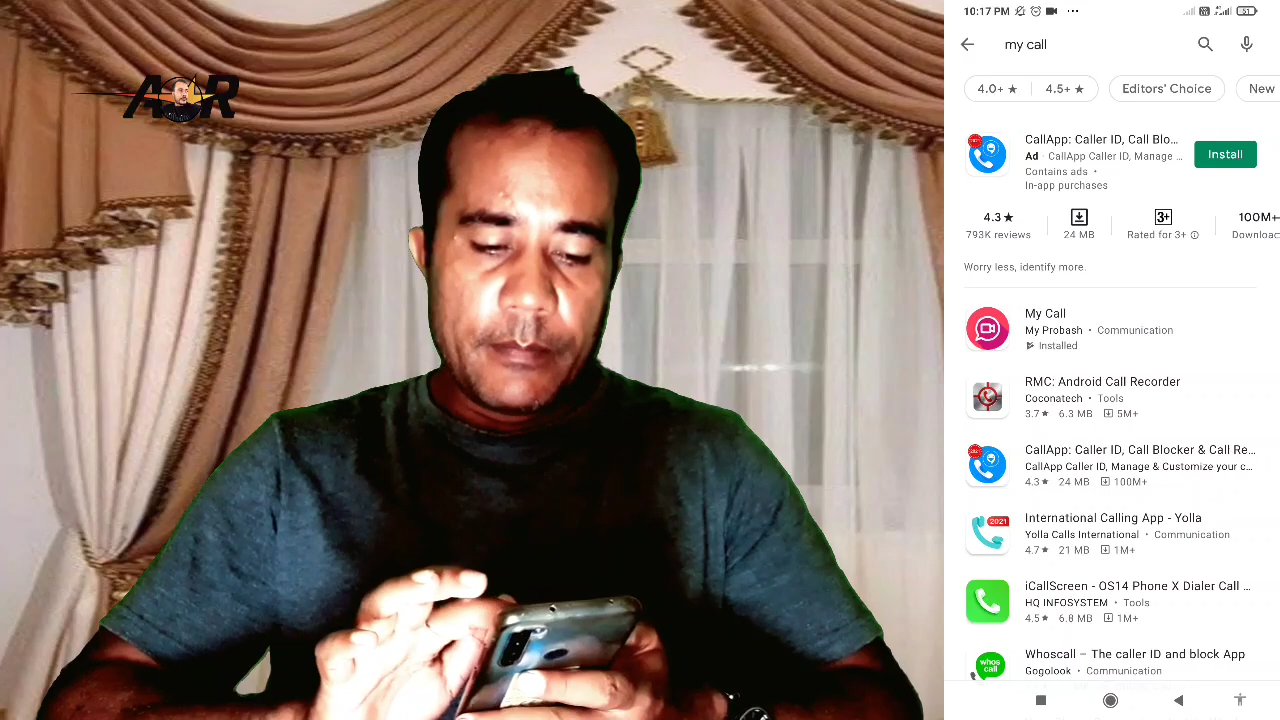 AOR
10:17 PM
51
my call
4.0+ ★
4.5+ ★
Editors' Choice
New
CallApp: Caller ID, Call Blo...
Ad · CallApp Caller ID, Manage ...
Contains ads •
In-app purchases
Install
4.3★
793K reviews
24 MB
3+
Rated for 3+
100M+
Downloac
Worry less, identify more.
My Call
My Probash • Communication
Installed
RMC: Android Call Recorder
Coconatech • Tools
3.7★ 6.3 MB 5M+
CallApp: Caller ID, Call Blocker & Call Re...
CallApp Caller ID, Manage & Customize your c...
4.3★ 24 MB 100M+
2021
International Calling App - Yolla
Yolla Calls International • Communication
4.7★ 21 MB 1M+
iCallScreen - OS14 Phone X Dialer Call ...
HQ INFOSYSTEM • Tools
4.5★ 6.8 MB 1M+
whos
call
Whoscall – The caller ID and block App
Gogolook • Communication